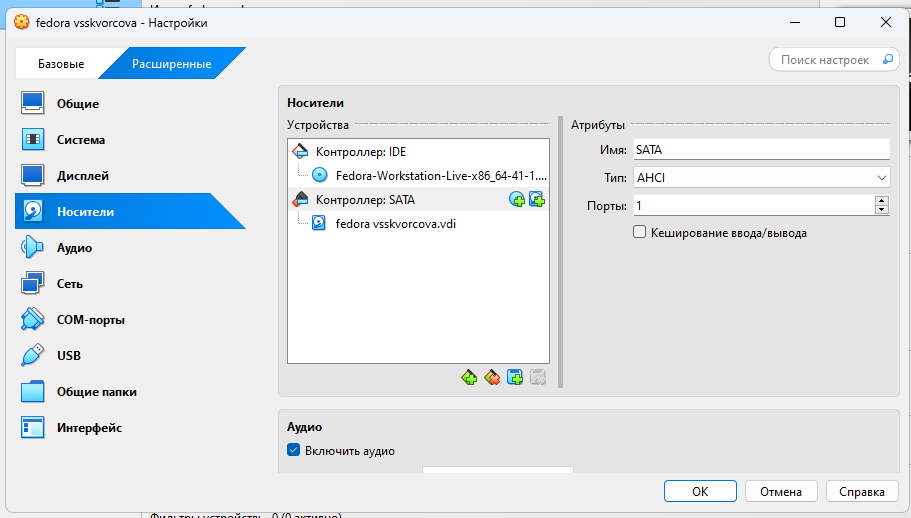 fedora vsskvorcova - Настройки
Базовые
Расширенные
Поиск настроек
Общие
Система
Дисплей
Носители
Аудио
Сеть
COM-порты
USB
Общие папки
Интерфейс
Носители
Устройства
Контроллер: IDE
Fedora-Workstation-Live-x86_64-41-1....
Контроллер: SATA
fedora vsskvorcova.vdi
Атрибуты
Имя: SATA
Тип: AHCI
Порты: 1
Кеширование ввода/вывода
Аудио
Включить аудио
OK
Отмена
Справка